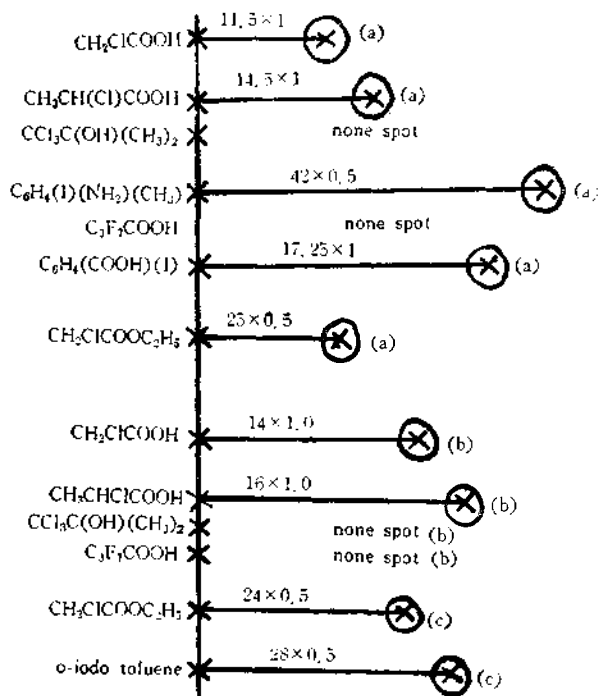 11.5×1
CH₂ClCOOH (a)
14.5×1
CH₃CH(Cl)COOH (a)
CCl₃C(OH)(CH₃)₂ none spot
42×0.5
C₆H₄(I)(NH₂)(CH₃) (a)
C₃F₇COOH none spot
17.25×1
C₆H₄(COOH)(I) (a)
23×0.5
CH₂ClCOOC₂H₅ (a)
14×1.0
CH₂ClCOOH (b)
16×1.0
CH₃CHClCOOH (b)
CCl₃C(OH)(CH₃)₂ none spot (b)
C₃F₇COOH none spot (b)
24×0.5
(c)
28×0.5
o-iodo toluene (c)